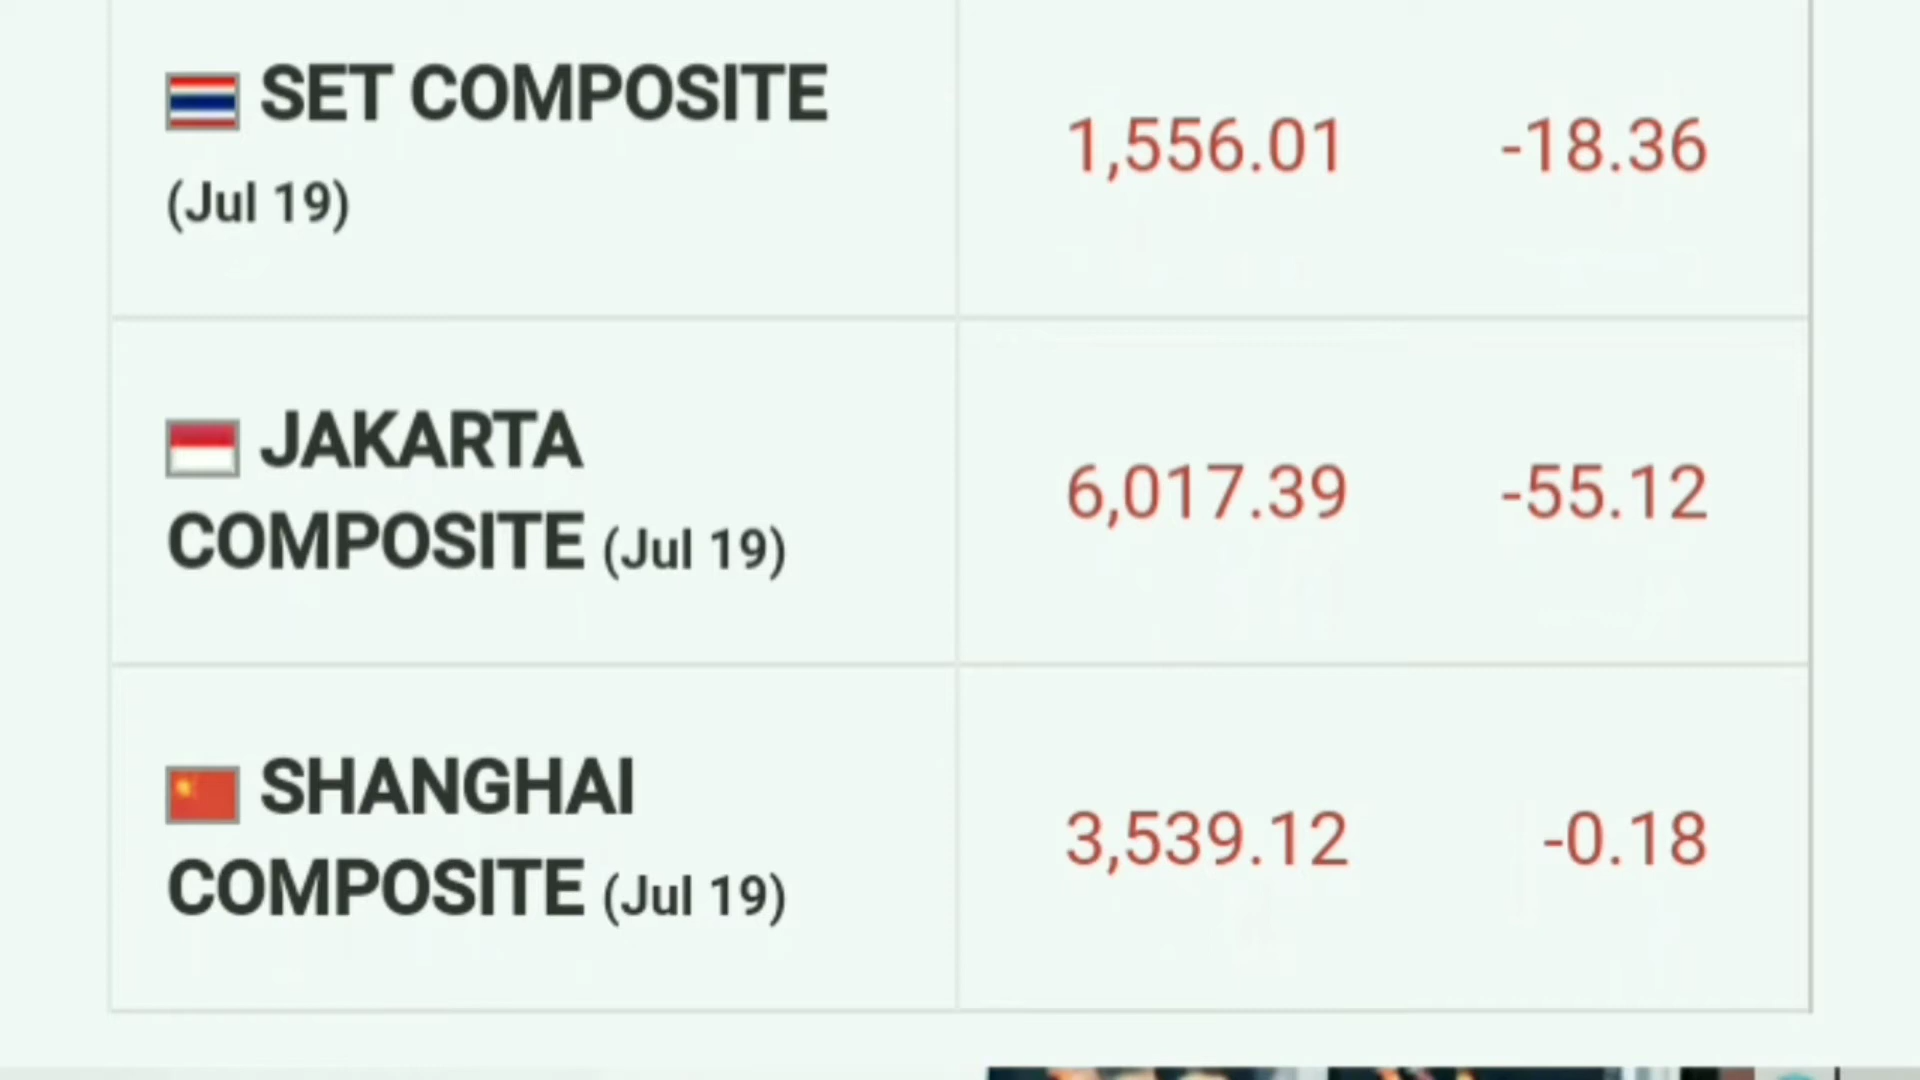 SET COMPOSITE
(Jul 19)
1,556.01 -18.36
JAKARTA
COMPOSITE (Jul 19)
6,017.39 -55.12
SHANGHAI
COMPOSITE (Jul 19)
3,539.12 -0.18